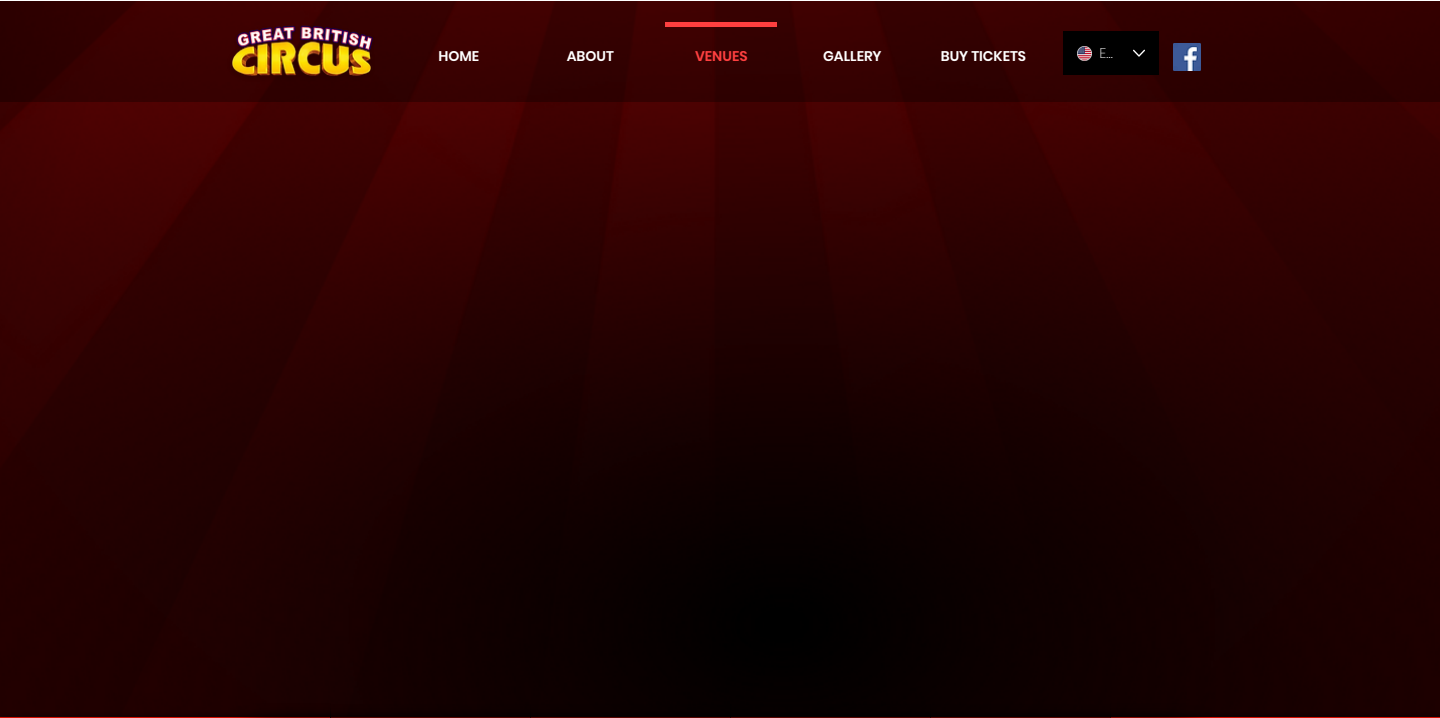 GREAT BRITISH
CIRCUS
HOME
ABOUT
VENUES
GALLERY
BUY TICKETS
E...